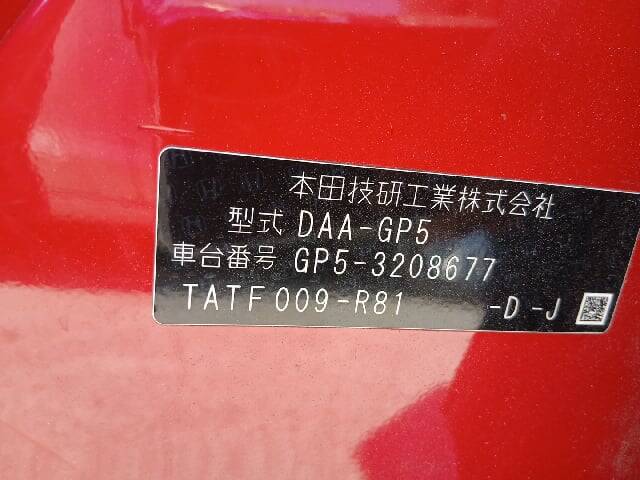 本田技研工業株式会社
型式 DAA-GP5
車台番号 GP5-3208677
TATF009-R81 -D -J